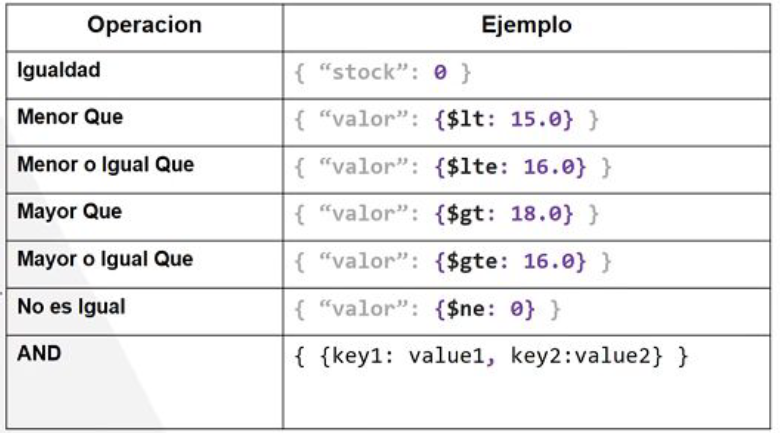 Operacion Ejemplo
Igualdad { “stock”: 0 }
Menor Que { “valor”: {$lt: 15.0} }
Menor o Igual Que { “valor”: {$lte: 16.0} }
Mayor Que { “valor”: {$gt: 18.0} }
Mayor o Igual Que { “valor”: {$gte: 16.0} }
No es Igual { “valor”: {$ne: 0} }
AND { {key1: value1, key2:value2} }